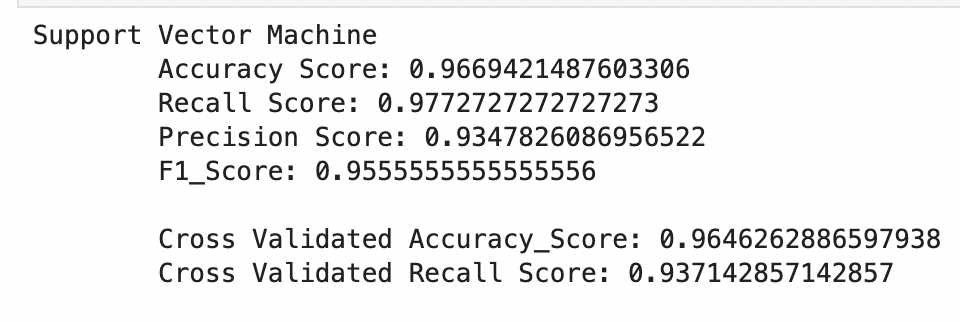 Support Vector Machine
Accuracy Score: 0.9669421487603306
Recall Score: 0.9772727272727273
Precision Score: 0.9347826086956522
F1_Score: 0.9555555555555556
Cross Validated Accuracy_Score: 0.9646262886597938
Cross Validated Recall Score: 0.937142857142857